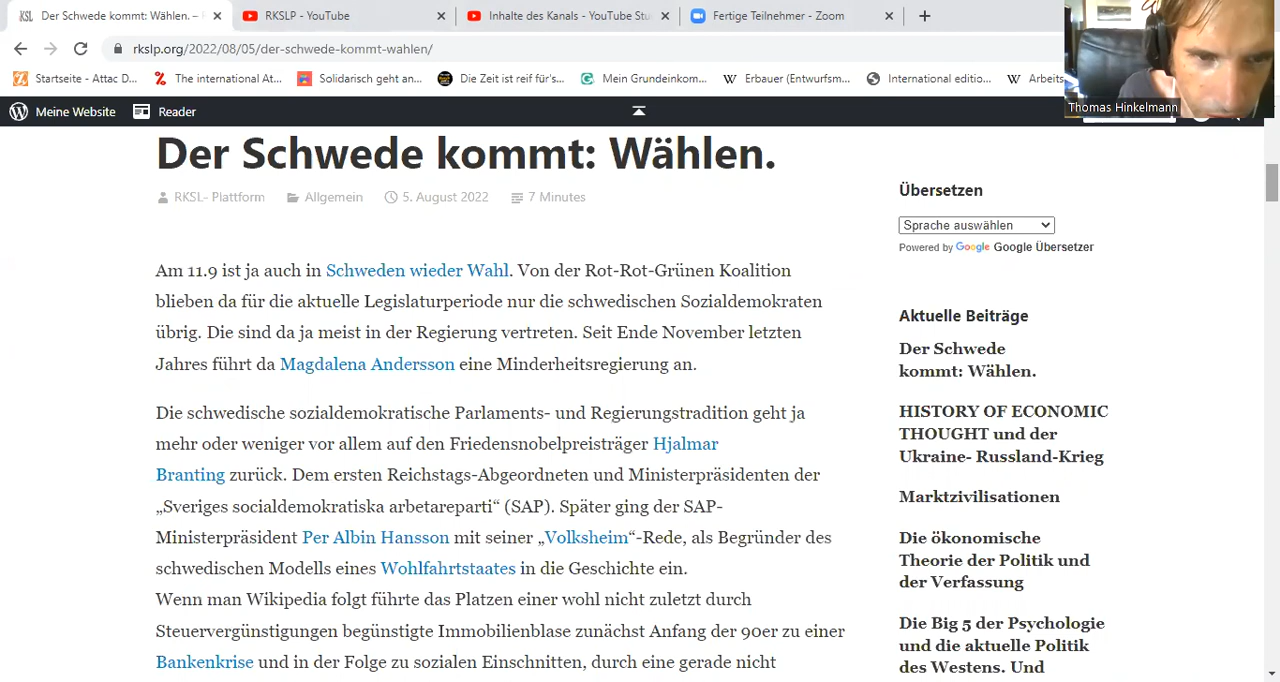 Der Schwede kommt: Wählen. –
RKSLP - YouTube
Inhalte des Kanals - YouTube Stu
Fertige Teilnehmer - Zoom
rkslp.org/2022/08/05/der-schwede-kommt-wahlen/
Startseite - Attac D...
The international At...
Solidarisch geht an...
Die Zeit ist reif für's...
Mein Grundeinkom...
Erbauer (Entwurfsm...
International editio...
Arbeits
Thomas Hinkelmann
Meine Website
Reader
Der Schwede kommt: Wählen.
RKSL- Plattform
Allgemein
5. August 2022
7 Minutes
Am 11.9 ist ja auch in Schweden wieder Wahl. Von der Rot-Rot-Grünen Koalition
blieben da für die aktuelle Legislaturperiode nur die schwedischen Sozialdemokraten
übrig. Die sind da ja meist in der Regierung vertreten. Seit Ende November letzten
Jahres führt da Magdalena Andersson eine Minderheitsregierung an.
Die schwedische sozialdemokratische Parlaments- und Regierungstradition geht ja
mehr oder weniger vor allem auf den Friedensnobelpreisträger Hjalmar
Branting zurück. Dem ersten Reichstags-Abgeordneten und Ministerpräsidenten der
„Sveriges socialdemokratiska arbetareparti“ (SAP). Später ging der SAP-
Ministerpräsident Per Albin Hansson mit seiner „Volksheim“-Rede, als Begründer des
schwedischen Modells eines Wohlfahrtstaates in die Geschichte ein.
Wenn man Wikipedia folgt führte das Platzen einer wohl nicht zuletzt durch
Steuervergünstigungen begünstigte Immobilienblase zunächst Anfang der 90er zu einer
Bankenkrise und in der Folge zu sozialen Einschnitten, durch eine gerade nicht
Übersetzen
Sprache auswählen
Powered by Google Google Übersetzer
Aktuelle Beiträge
Der Schwede
kommt: Wählen.
HISTORY OF ECONOMIC
THOUGHT und der
Ukraine- Russland-Krieg
Marktzivilisationen
Die ökonomische
Theorie der Politik und
der Verfassung
Die Big 5 der Psychologie
und die aktuelle Politik
des Westens. Und